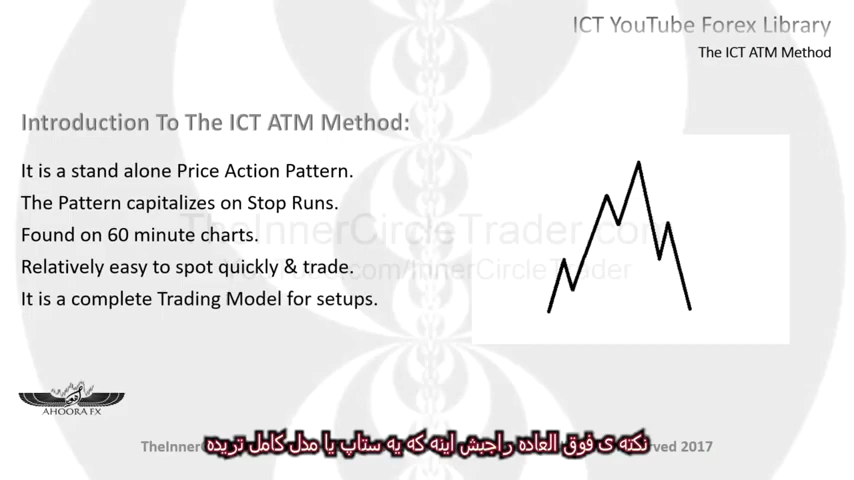 ICT YouTube Forex Library
The ICT ATM Method
Introduction To The ICT ATM Method:
It is a stand alone Price Action Pattern.
The Pattern capitalizes on Stop Runs.
TheInnerCircleTrader.com
Found on 60 minute charts.
Relatively easy to spot quickly & trade.
.com/InnerCircleTrader
It is a complete Trading Model for setups.
AHOORA FX
نکته ی فوق العاده راجبش اینه که یه ستاپ یا مدل کامل تریده
TheInner
ved 2017